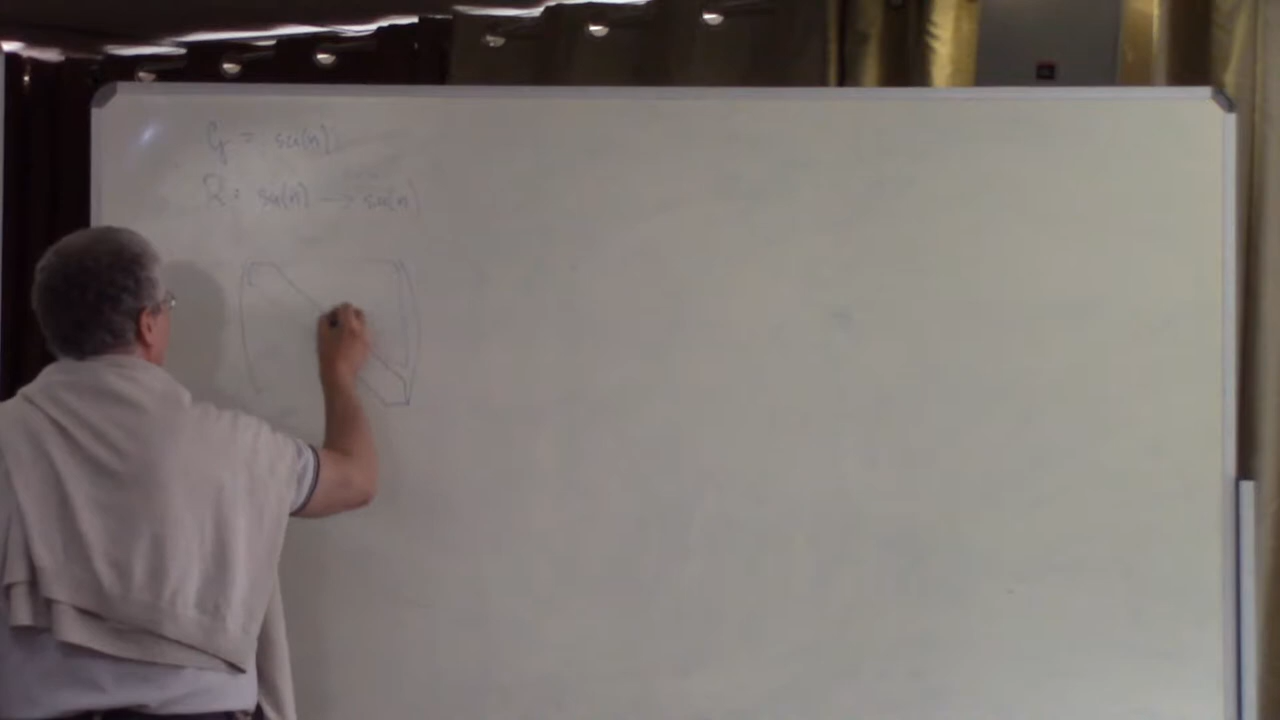 G = su(n)
R: su(n) → su(n)